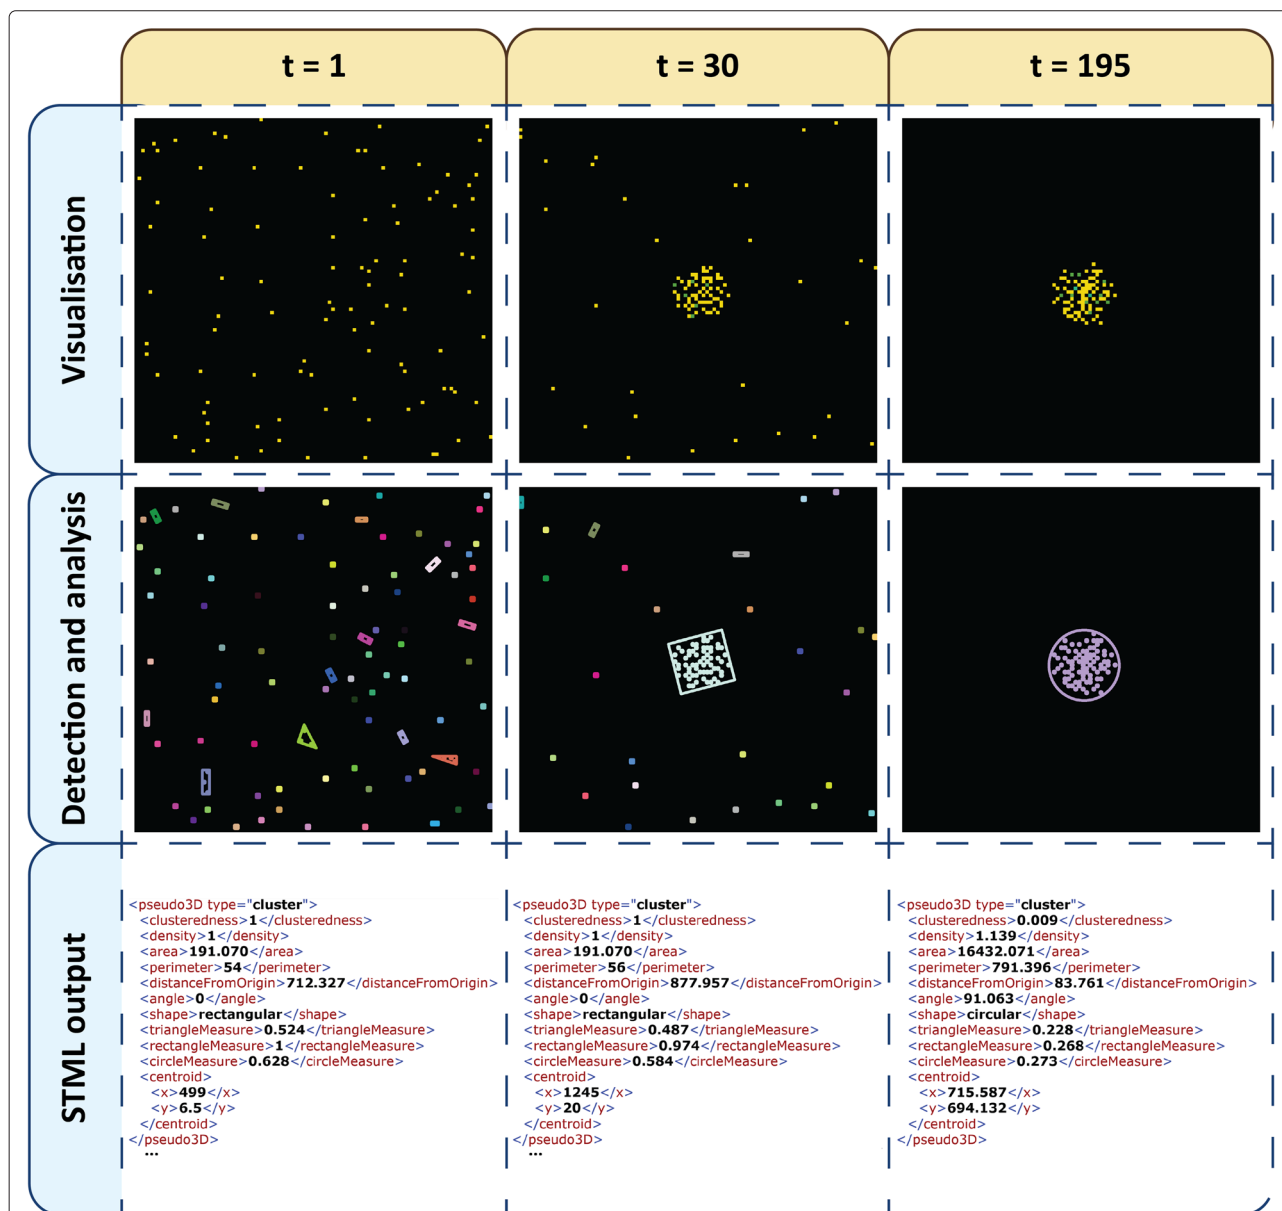 t = 1
t = 30
t = 195
Visualisation
Detection and analysis
STML output
<pseudo3D type="cluster">
<clusteredness>1</clusteredness>
<density>1</density>
<area>191.070</area>
<perimeter>54</perimeter>
<distanceFromOrigin>712.327</distanceFromOrigin>
<angle>0</angle>
<shape>rectangular</shape>
<triangleMeasure>0.524</triangleMeasure>
<rectangleMeasure>1</rectangleMeasure>
<circleMeasure>0.628</circleMeasure>
<centroid>
<x>499</x>
<y>6.5</y>
</centroid>
</pseudo3D>
...
<pseudo3D type="cluster">
<clusteredness>1</clusteredness>
<density>1</density>
<area>191.070</area>
<perimeter>56</perimeter>
<distanceFromOrigin>877.957</distanceFromOrigin>
<angle>0</angle>
<shape>rectangular</shape>
<triangleMeasure>0.487</triangleMeasure>
<rectangleMeasure>0.974</rectangleMeasure>
<circleMeasure>0.584</circleMeasure>
<centroid>
<x>1245</x>
<y>20</y>
</centroid>
</pseudo3D>
...
<pseudo3D type="cluster">
<clusteredness>0.009</clusteredness>
<density>1.139</density>
<area>16432.071</area>
<perimeter>791.396</perimeter>
<distanceFromOrigin>83.761</distanceFromOrigin>
<angle>91.063</angle>
<shape>circular</shape>
<triangleMeasure>0.228</triangleMeasure>
<rectangleMeasure>0.268</rectangleMeasure>
<circleMeasure>0.273</circleMeasure>
<centroid>
<x>715.587</x>
<y>694.132</y>
</centroid>
</pseudo3D>